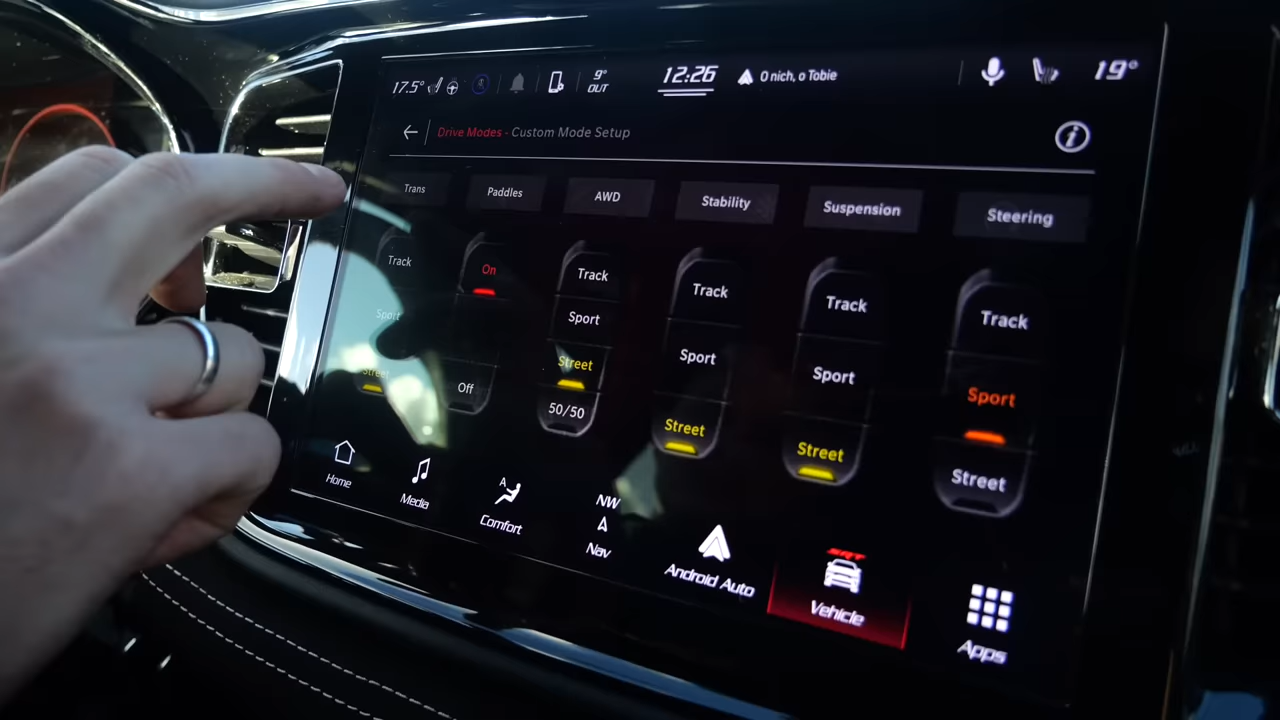 17.5°
9°
OUT
12:26
0 nich, o Tobie
19°
Drive Modes - Custom Mode Setup
Trans
Paddles
AWD
Stability
Suspension
Steering
Track
Sport
Street
On
Off
Track
Sport
Street
50/50
Track
Sport
Street
Track
Sport
Street
Track
Sport
Street
Home
Media
A
Comfort
NW
Nav
Android Auto
SRT
Vehicle
Apps